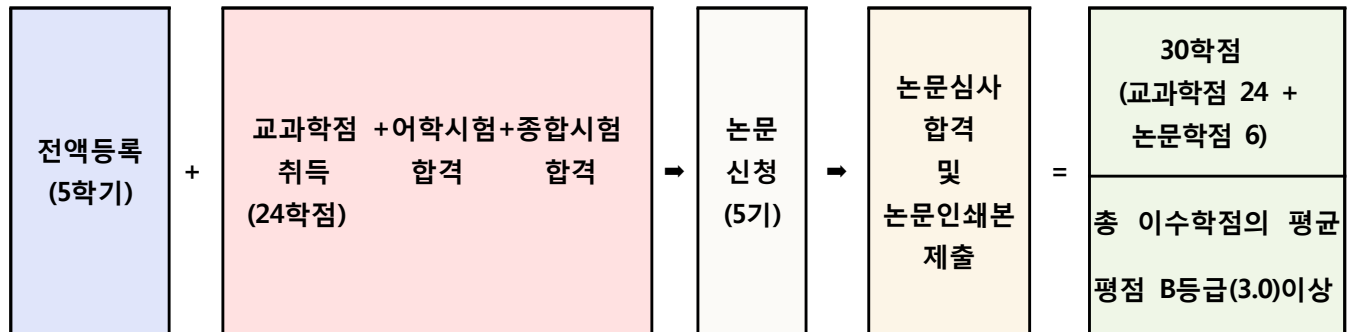 전액등록
(5학기)
+
교과학점 +어학시험+종합시험
취득 합격 합격
(24학점)
➡
논문
신청
(5기)
➡
논문심사
합격
및
논문인쇄본
제출
=
30학점
(교과학점 24 +
논문학점 6)
총 이수학점의 평균
평점 B등급(3.0)이상